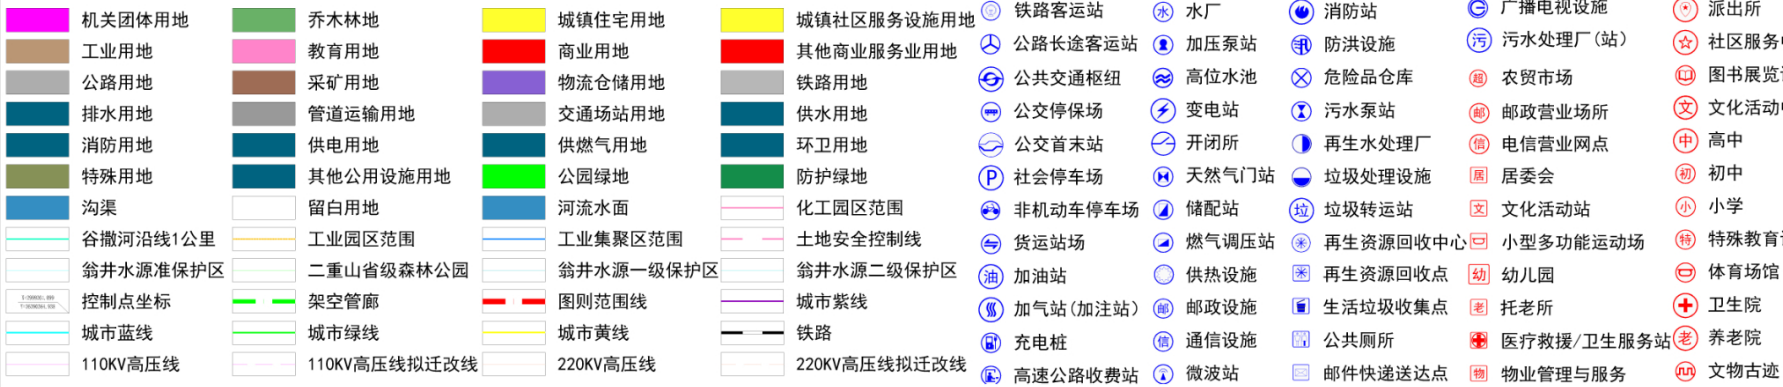 机关团体用地 乔木林地 城镇住宅用地 城镇社区服务设施用地 铁路客运站 水厂 消防站 广播电视设施 派出所
工业用地 教育用地 商业用地 其他商业服务业用地 公路长途客运站 加压泵站 防洪设施 污 污水处理厂(站) 社区服务
公路用地 采矿用地 物流仓储用地 铁路用地 公共交通枢纽 高位水池 危险品仓库 超 农贸市场 图书展览
排水用地 管道运输用地 交通场站用地 供水用地 公交停保场 变电站 污水泵站 邮 邮政营业场所 文 文化活动
消防用地 供电用地 供燃气用地 环卫用地 公交首末站 开闭所 再生水处理厂 信 电信营业网点 中 高中
特殊用地 其他公用设施用地 公园绿地 防护绿地 P 社会停车场 天然气门站 垃圾处理设施 居 居委会 初 初中
沟渠 留白用地 河流水面 化工园区范围 非机动车停车场 储配站 垃 垃圾转运站 文 文化活动站 小 小学
谷撒河沿线1公里 工业园区范围 工业集聚区范围 土地安全控制线 货运站场 燃气调压站 再生资源回收中心 小型多功能运动场 特 特殊教育
翁井水源准保护区 二重山省级森林公园 翁井水源一级保护区 翁井水源二级保护区 油 加油站 供热设施 再生资源回收点 幼 幼儿园 体育场馆
控制点坐标 架空管廊 图则范围线 城市紫线 加气站(加注站) 邮 邮政设施 生活垃圾收集点 老 托老所 卫生院
城市蓝线 城市绿线 城市黄线 铁路 充电桩 信 通信设施 公共厕所 医疗救援/卫生服务站 老 养老院
110KV高压线 110KV高压线拟迁改线 220KV高压线 220KV高压线拟迁改线 高速公路收费站 微波站 邮件快递送达点 物 物业管理与服务 文物古迹